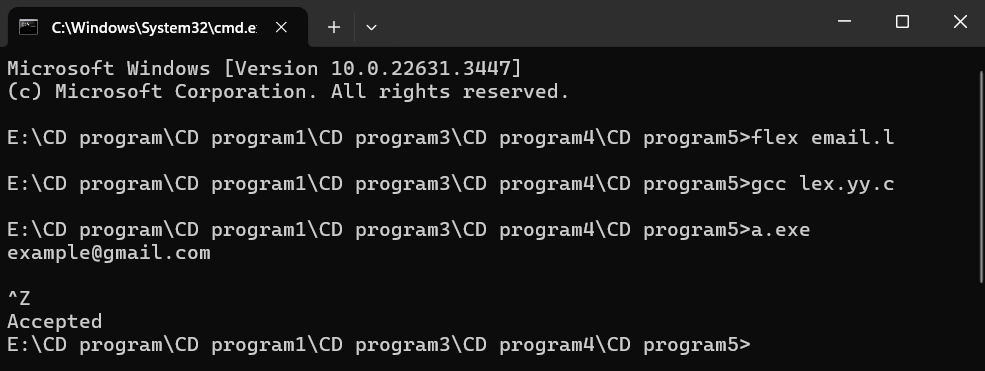 C:\Windows\System32\cmd.e
Microsoft Windows [Version 10.0.22631.3447]
(c) Microsoft Corporation. All rights reserved.
E:\CD program\CD program1\CD program3\CD program4\CD program5>flex email.l
E:\CD program\CD program1\CD program3\CD program4\CD program5>gcc lex.yy.c
E:\CD program\CD program1\CD program3\CD program4\CD program5>a.exe
example@gmail.com
^Z
Accepted
E:\CD program\CD program1\CD program3\CD program4\CD program5>